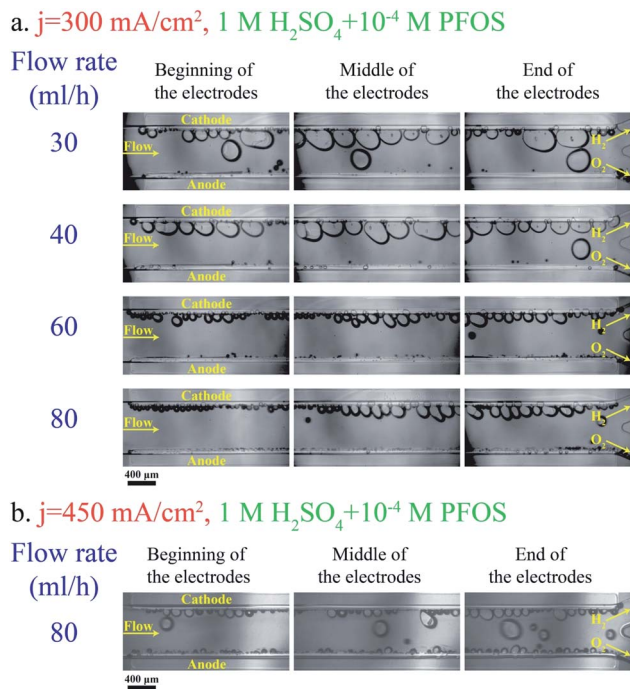 a. j=300 mA/cm², 1 M H₂SO₄+10⁻⁴ M PFOS
Flow rate
(ml/h)
Beginning of
the electrodes
Middle of
the electrodes
End of
the electrodes
30
Cathode
Flow
Anode
H₂
O₂
40
Cathode
Flow
Anode
H₂
O₂
60
Cathode
Flow
Anode
H₂
O₂
80
Cathode
Flow
Anode
H₂
O₂
400 µm
b. j=450 mA/cm², 1 M H₂SO₄+10⁻⁴ M PFOS
Flow rate
(ml/h)
Beginning of
the electrodes
Middle of
the electrodes
End of
the electrodes
80
Cathode
Flow
Anode
H₂
O₂
400 µm